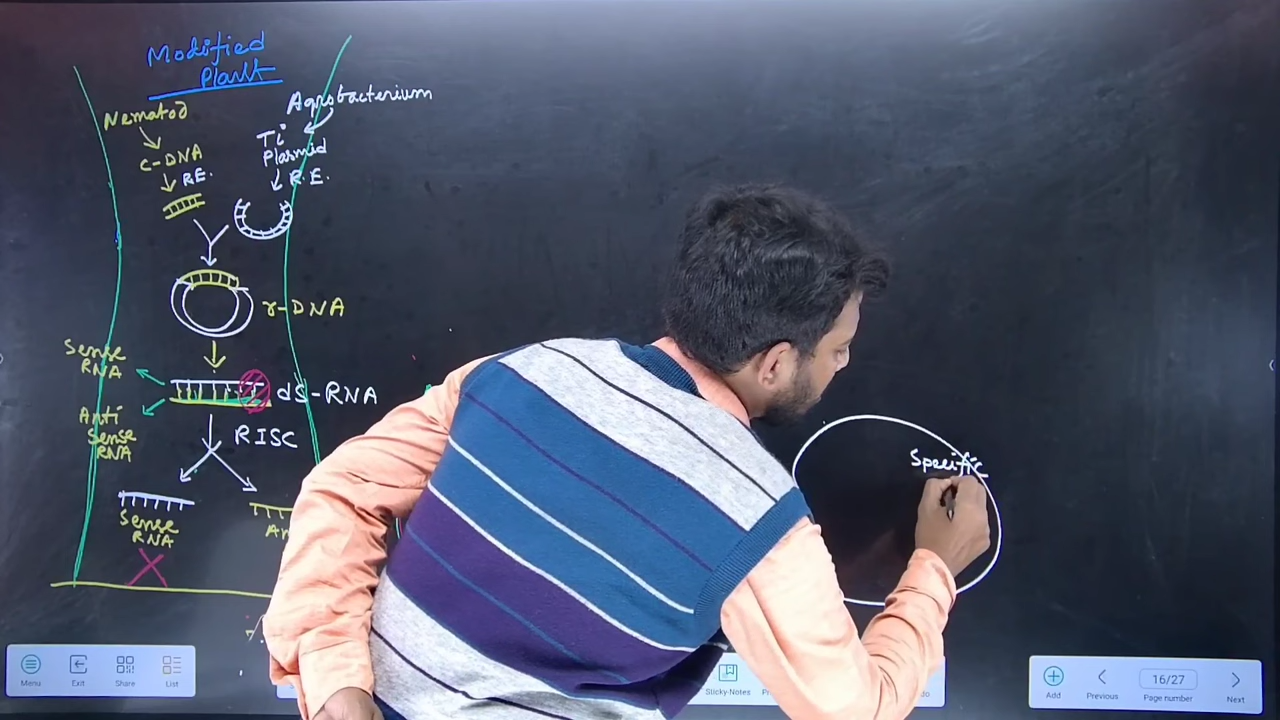 Modified
Plant
Nematod
Agrobacterium
Ti
Plasmid
C-DNA
R.E.
R.E.
r-DNA
Sense
RNA
ds-RNA
Anti
Sense
RNA
RISC
Sense
RNA
Specific
Menu
Exit
Share
List
Sticky-Notes
Add
Previous
16/27
Page number
Next